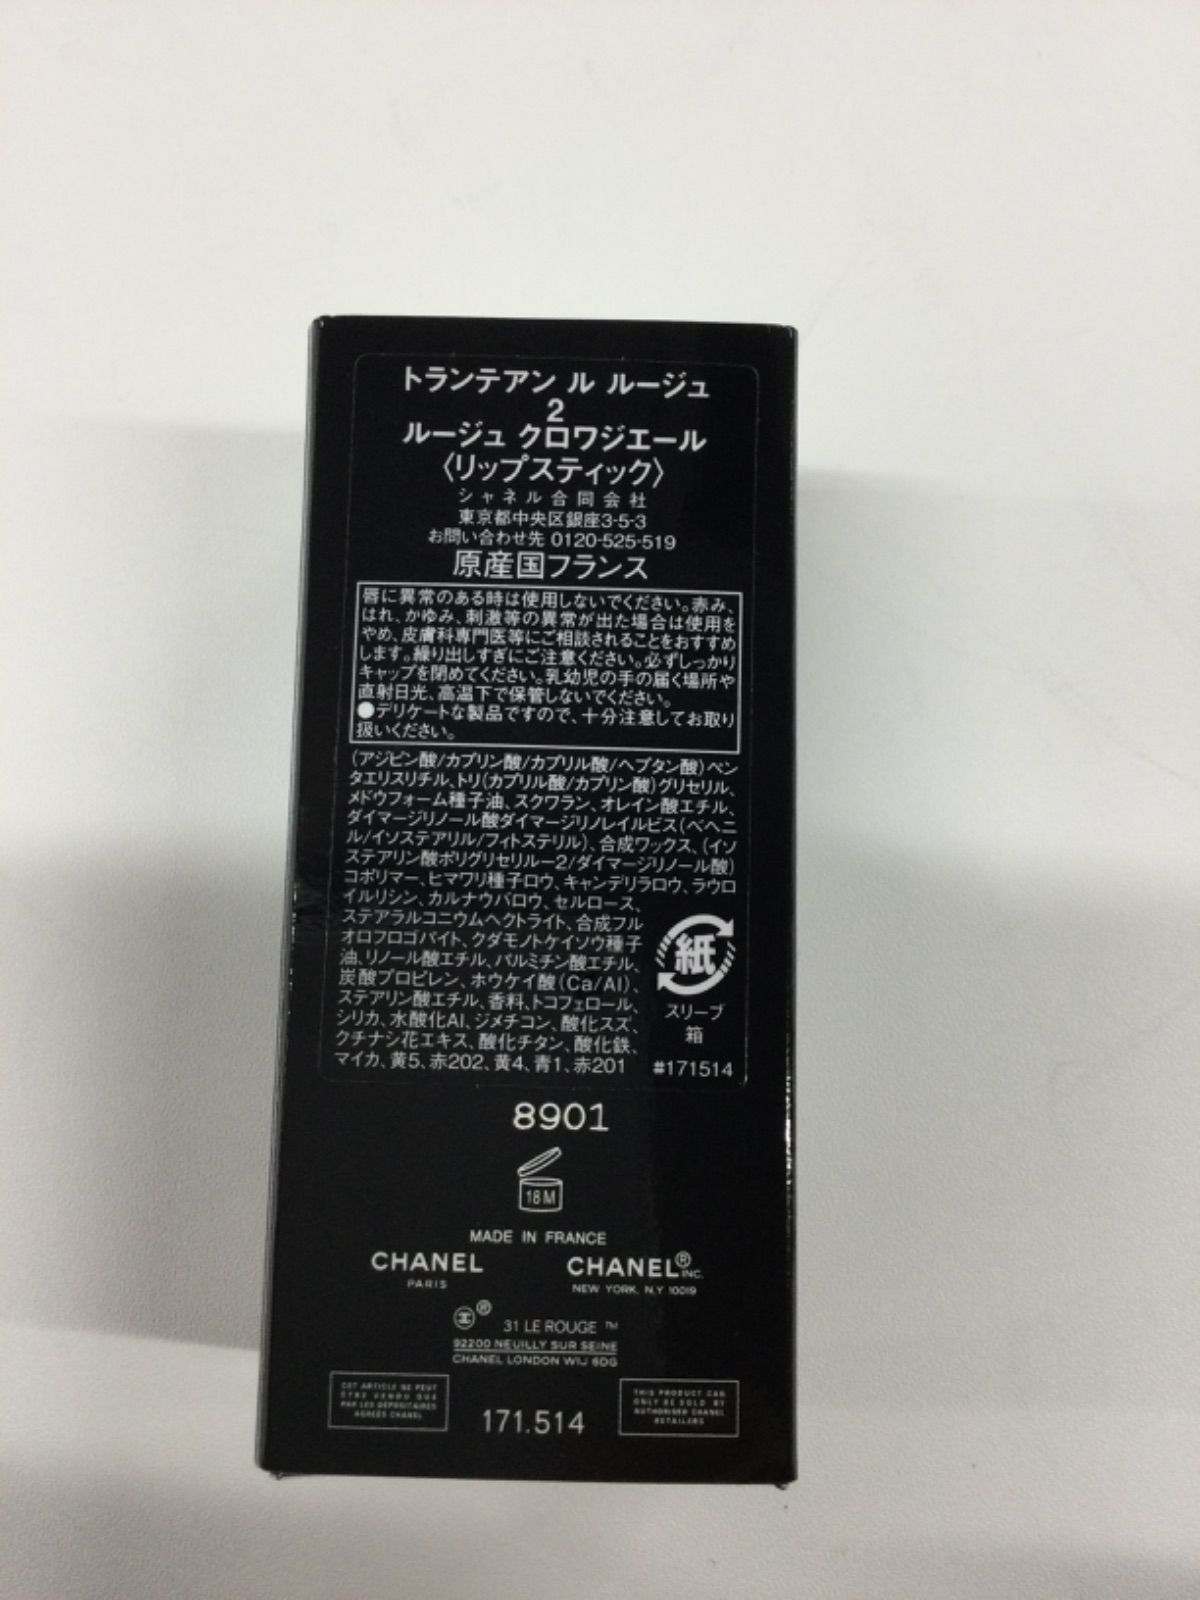 トランテアン ル ルージュ
2
ルージュ クロワジエール
〈リップスティック〉
シャネル合同会社
東京都中央区銀座3-5-3
お問い合わせ先 0120-525-519
原産国フランス
唇に異常のある時は使用しないでください。赤み、
はれ、かゆみ、刺激等の異常が出た場合は使用を
やめ、皮膚科専門医等にご相談されることをおすすめ
します。繰り出しすぎにご注意ください。必ずしっかり
キャップを閉めてください。乳幼児の手の届く場所や
直射日光、高温下で保管しないでください。
●デリケートな製品ですので、十分注意してお取り
扱いください。
(アジピン酸/カプリン酸/カプリル酸/ヘプタン酸)ペン
タエリスリチル、トリ(カプリル酸/カプリン酸)グリセリル、
メドウフォーム種子油、スクワラン、オレイン酸エチル、
ダイマージリノール酸ダイマージリノレイルビス(ベヘニ
ル/イソステアリル/フィトステリル)、合成ワックス、(イソ
ステアリン酸ポリグリセリル-2/ダイマージリノール酸)
コポリマー、ヒマワリ種子ロウ、キャンデリラロウ、ラウロ
イルリシン、カルナウバロウ、セルロース、
ステアラルコニウムヘクトライト、合成フル
オロフロゴパイト、クダモノトケイソウ種子
油、リノール酸エチル、パルミチン酸エチル、
炭酸プロピレン、ホウケイ酸(Ca/Al)、
ステアリン酸エチル、香料、トコフェロール、
シリカ、水酸化Al、ジメチコン、酸化スズ、
クチナシ花エキス、酸化チタン、酸化鉄、
マイカ、黄5、赤202、黄4、青1、赤201
紙
スリーブ
箱
#171514
8901
18M
MADE IN FRANCE
CHANEL
PARIS
CHANEL®INC.
NEW YORK, N.Y 10019
® 31 LE ROUGE ™
92200 NEUILLY SUR SEINE
CHANEL LONDON W1J 6DG
CET ARTICLE NE PEUT
ÊTRE VENDU QUE
PAR LES DÉPOSITAIRES
AGRÉÉS CHANEL
171.514
THIS PRODUCT CAN
ONLY BE SOLD BY
AUTHORISED CHANEL
RETAILERS